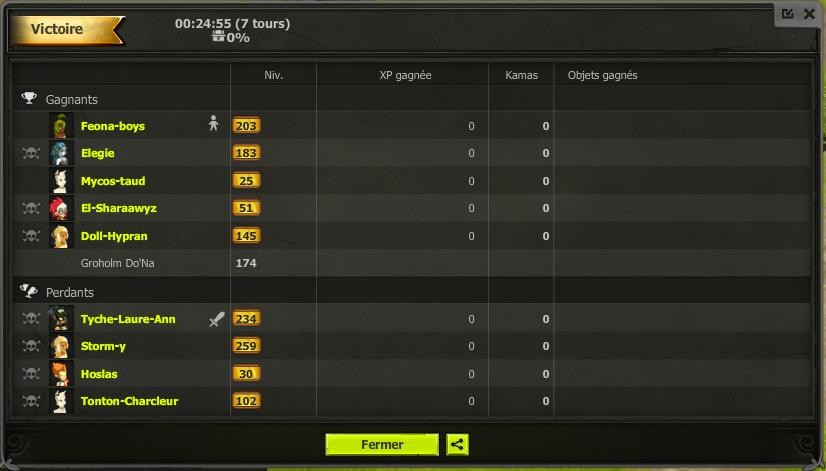 Victoire
00:24:55 (7 tours)
0%
Niv. XP gagnée Kamas Objets gagnés
Gagnants
Feona-boys 203 0 0
Elegie 183 0 0
Mycos-taud 25 0 0
El-Sharaawyz 51 0 0
Doll-Hypran 145 0 0
Groholm Do'Na 174
Perdants
Tyche-Laure-Ann 234 0 0
Storm-y 259 0 0
Hoslas 30 0 0
Tonton-Charcleur 102 0 0
Fermer